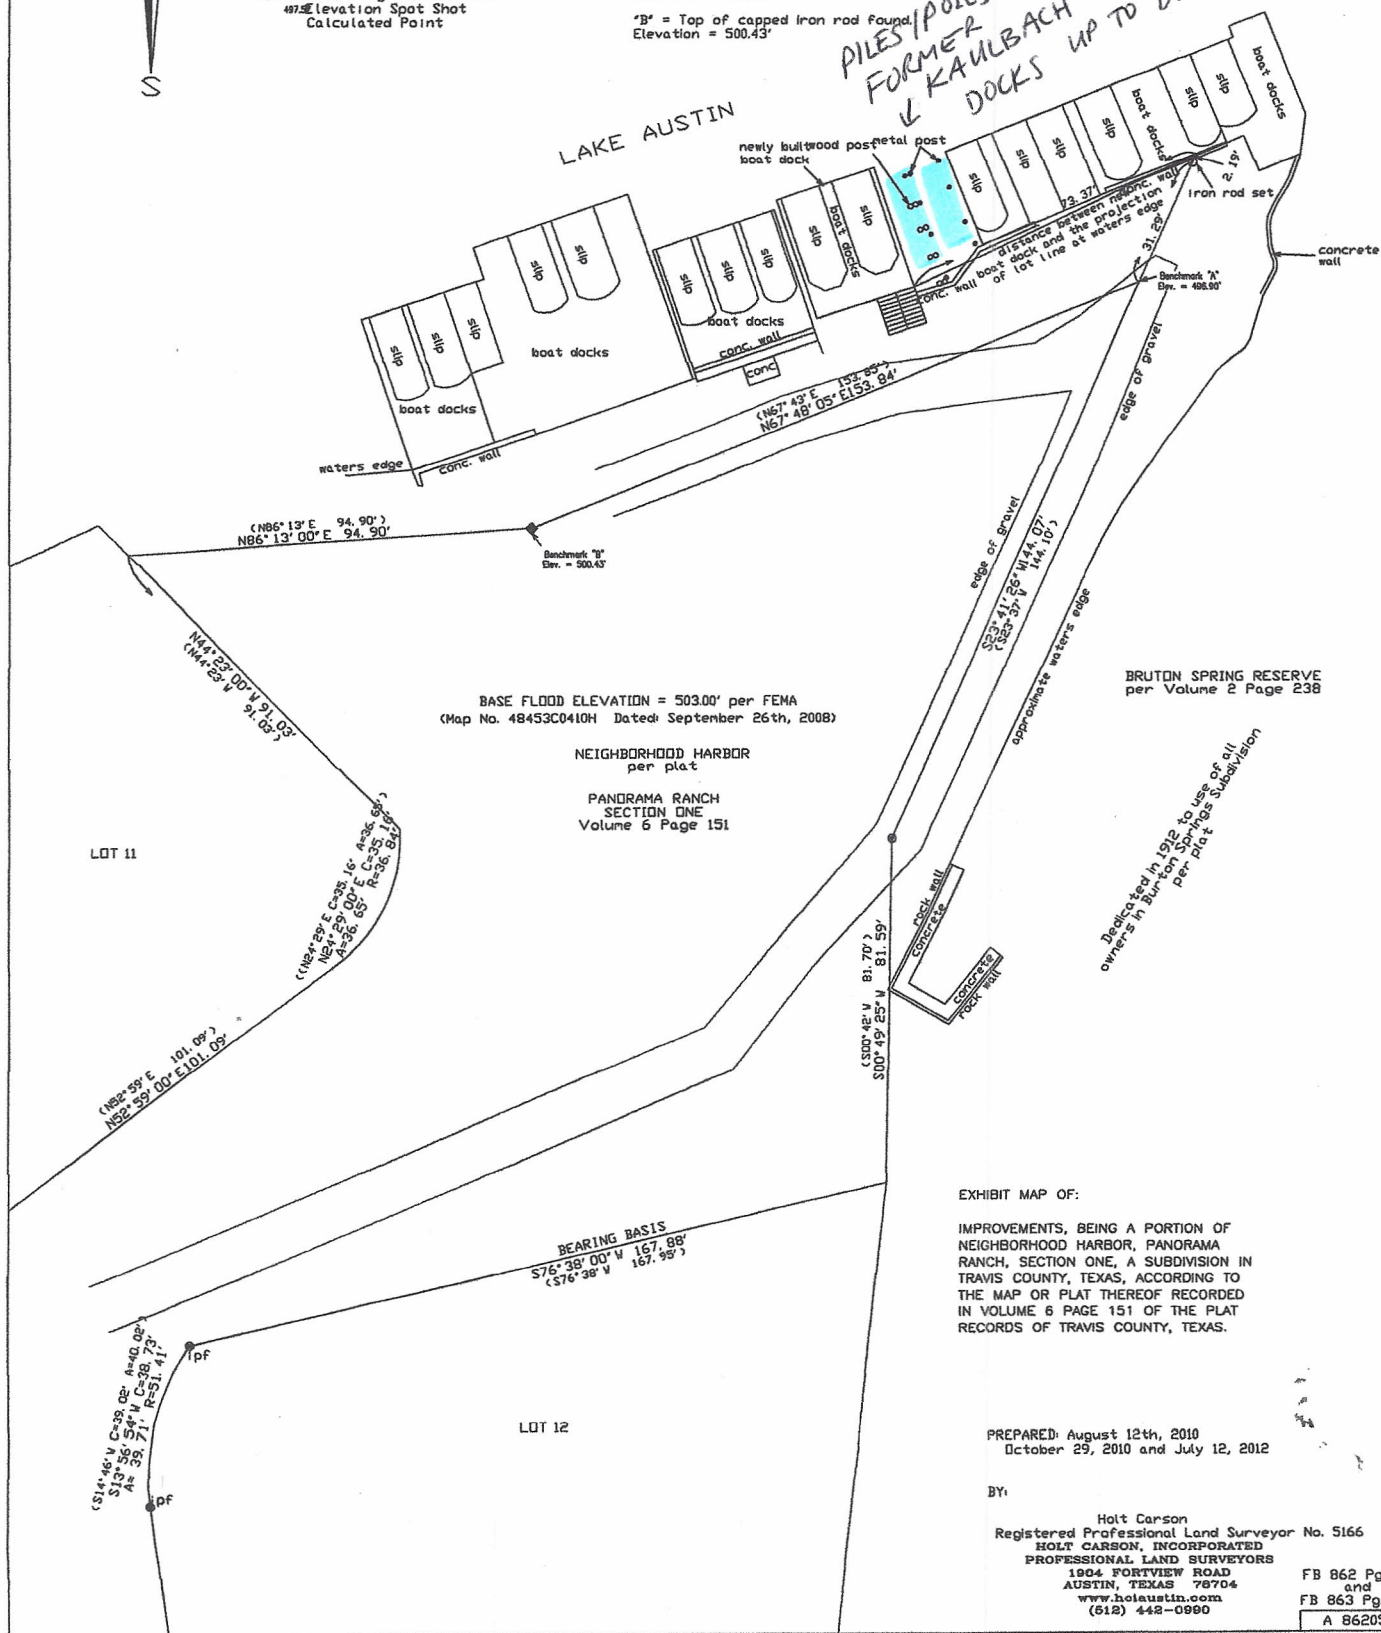 497.5 Elevation Spot Shot
Calculated Point
"B" = Top of capped iron rod found.
Elevation = 500.43'
S
FORMER
KAULBACH
DOCKS UP TO
LAKE AUSTIN
newly built
boat dock
wood post
metal post
slip
slip
slip
boat docks
slip
slip
boat docks
slip
slip
slip
boat docks
conc. wall
conc
slip
boat docks
slip
slip
slip
slip
slip
boat docks
slip
slip
boat docks
conc. wall
73.37'
distance between new
boat dock and the projection
of lot line at waters edge
conc. wall
2.19'
iron rod set
31.29'
concrete
wall
Benchmark "A"
Elev. = 496.90'
edge of gravel
(N67°43'E 153.85')
N67°48'05"E 153.84'
waters edge
conc. wall
(N86°13'E 94.90')
N86°13'00"E 94.90'
Benchmark "B"
Elev. = 500.43'
edge of gravel
S23°41'26"W 144.07'
(S23°37'W 144.10')
approximate waters edge
N44°23'00"W 91.03'
(N44°23'W 91.03')
BASE FLOOD ELEVATION = 503.00' per FEMA
(Map No. 48453C0410H Dated: September 26th, 2008)
NEIGHBORHOOD HARBOR
per plat
PANORAMA RANCH
SECTION ONE
Volume 6 Page 151
BRUTON SPRING RESERVE
per Volume 2 Page 238
Dedicated in 1912 to use of all
owners in Burton Springs Subdivision
per plat
LOT 11
((N24°29'E C=35.16' A=36.65')
N24°29'00"E C=35.16'
A=36.65' R=36.84'
rock wall
concrete
concrete
rock wall
(S00°42'W 81.70')
S00°49'25"W 81.59'
(N52°59'E 101.09')
N52°59'00"E 101.09'
BEARING BASIS
S76°38'00"W 167.88'
(S76°38'W 167.95')
ipf
(S14°46'W C=39.02' A=40.02')
S13°56'54"W C=38.73'
A= 39.71' R=51.41'
ipf
LOT 12
EXHIBIT MAP OF:
IMPROVEMENTS, BEING A PORTION OF
NEIGHBORHOOD HARBOR, PANORAMA
RANCH, SECTION ONE, A SUBDIVISION IN
TRAVIS COUNTY, TEXAS, ACCORDING TO
THE MAP OR PLAT THEREOF RECORDED
IN VOLUME 6 PAGE 151 OF THE PLAT
RECORDS OF TRAVIS COUNTY, TEXAS.
PREPARED: August 12th, 2010
October 29, 2010 and July 12, 2012
BY:
Holt Carson
Registered Professional Land Surveyor No. 5166
HOLT CARSON, INCORPORATED
PROFESSIONAL LAND SURVEYORS
1904 FORTVIEW ROAD
AUSTIN, TEXAS 78704
www.hciaustin.com
(512) 442-0990
FB 862 Pg
and
FB 863 Pg
A 86209